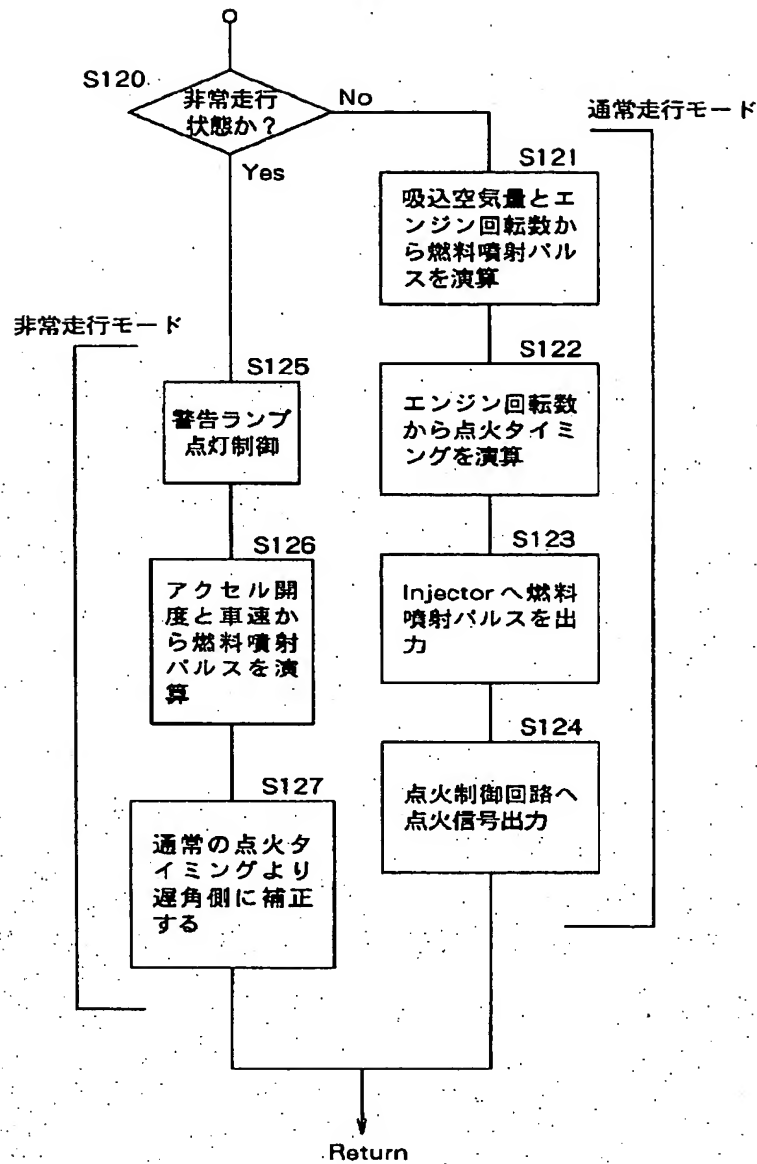 S120
非常走行
状態か？
No
Yes
通常走行モード
S121
吸込空気量とエ
ンジン回転数か
ら燃料噴射パル
スを演算
S122
エンジン回転数
から点火タイミ
ングを演算
S123
Injectorへ燃料
噴射パルスを出
力
S124
点火制御回路へ
点火信号出力
非常走行モード
S125
警告ランプ
点灯制御
S126
アクセル開
度と車速か
ら燃料噴射
パルスを演
算
S127
通常の点火タ
イミングより
遅角側に補正
する
Return